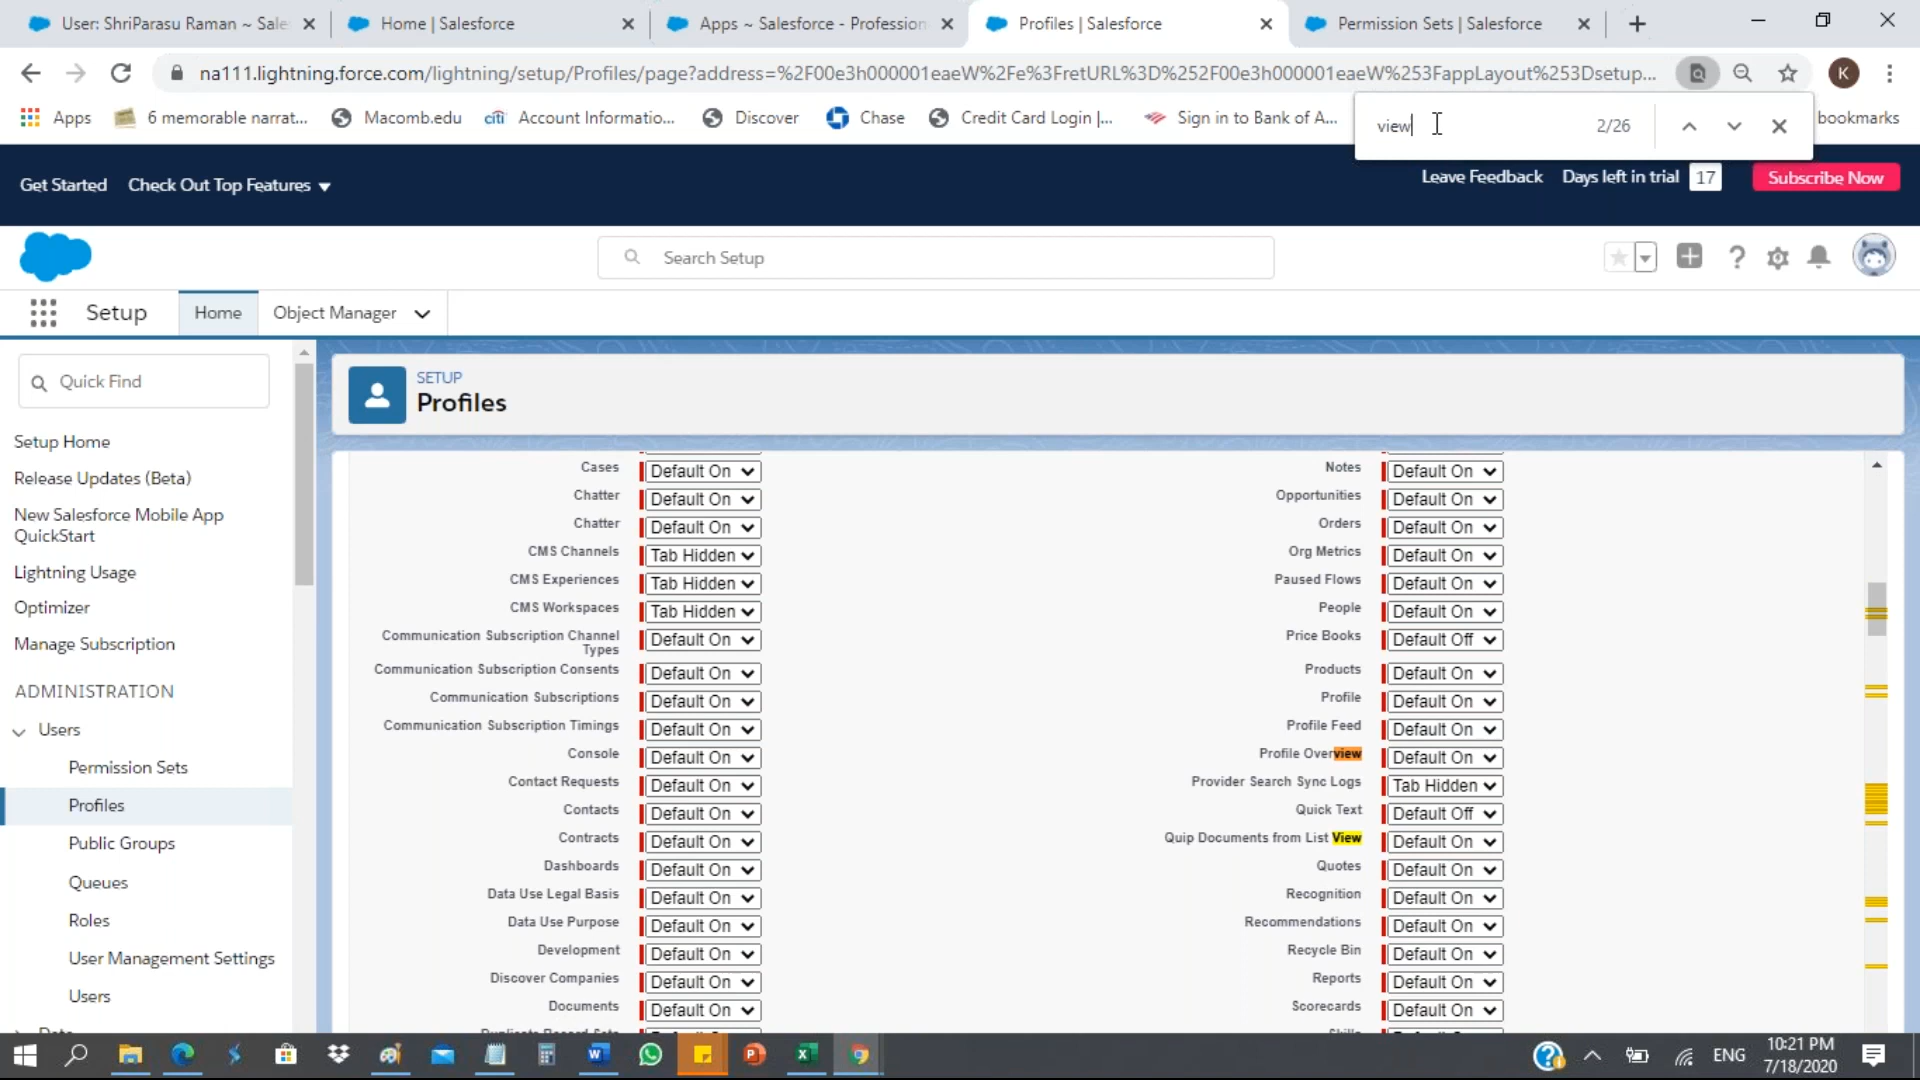 User: ShriParasu Raman ~ Sale
Home | Salesforce
Apps ~ Salesforce - Profession
Profiles | Salesforce
Permission Sets | Salesforce
na111.lightning.force.com/lightning/setup/Profiles/page?address=%2F00e3h000001eaeW%2Fe%3FretURL%3D%252F00e3h000001eaeW%253FappLayout%253Dsetup...
K
Apps
6 memorable narrat...
Macomb.edu
citi
Account Informatio...
Discover
Chase
Credit Card Login |...
Sign in to Bank of A...
bookmarks
view
2/26
Get Started
Check Out Top Features
Leave Feedback
Days left in trial
17
Subscribe Now
Search Setup
Setup
Home
Object Manager
Quick Find
Setup Home
Release Updates (Beta)
New Salesforce Mobile App
QuickStart
Lightning Usage
Optimizer
Manage Subscription
ADMINISTRATION
Users
Permission Sets
Profiles
Public Groups
Queues
Roles
User Management Settings
Users
SETUP
Profiles
Cases Default On Notes Default On
Chatter Default On Opportunities Default On
Chatter Default On Orders Default On
CMS Channels Tab Hidden Org Metrics Default On
CMS Experiences Tab Hidden Paused Flows Default On
CMS Workspaces Tab Hidden People Default On
Communication Subscription Channel
Types Default On Price Books Default Off
Communication Subscription Consents Default On Products Default On
Communication Subscriptions Default On Profile Default On
Communication Subscription Timings Default On Profile Feed Default On
Console Default On Profile Overview Default On
Contact Requests Default On Provider Search Sync Logs Tab Hidden
Contacts Default On Quick Text Default Off
Contracts Default On Quip Documents from List View Default On
Dashboards Default On Quotes Default On
Data Use Legal Basis Default On Recognition Default On
Data Use Purpose Default On Recommendations Default On
Development Default On Recycle Bin Default On
Discover Companies Default On Reports Default On
Documents Default On Scorecards Default On
ENG
10:21 PM
7/18/2020